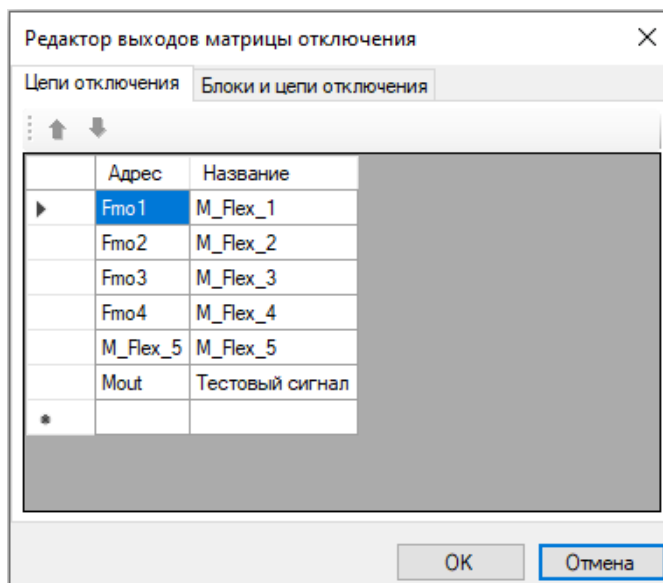 Редактор выходов матрицы отключения
Цепи отключения Блоки и цепи отключения
Адрес Название
Fmo1 M_Flex_1
Fmo2 M_Flex_2
Fmo3 M_Flex_3
Fmo4 M_Flex_4
M_Flex_5 M_Flex_5
Mout Тестовый сигнал
OK Отмена